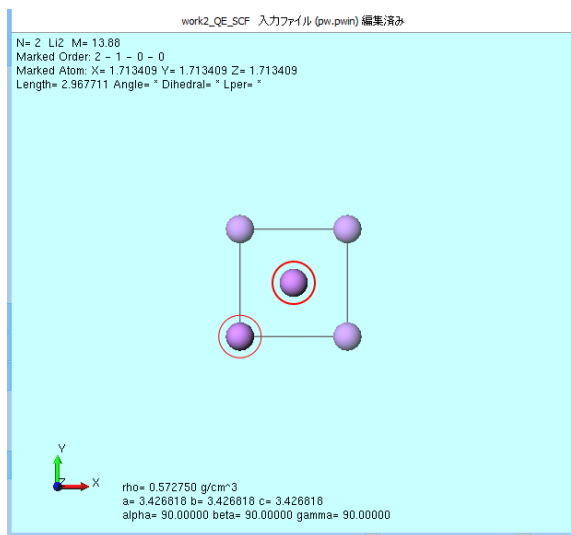 work2_QE_SCF 入力ファイル (pw.pwin) 編集済み
N= 2 Li2 M= 13.88
Marked Order: 2 - 1 - 0 - 0
Marked Atom: X= 1.713409 Y= 1.713409 Z= 1.713409
Length= 2.967711 Angle= * Dihedral= * Lper= *
Y
Z X
rho= 0.572750 g/cm^3
a= 3.426818 b= 3.426818 c= 3.426818
alpha= 90.00000 beta= 90.00000 gamma= 90.00000